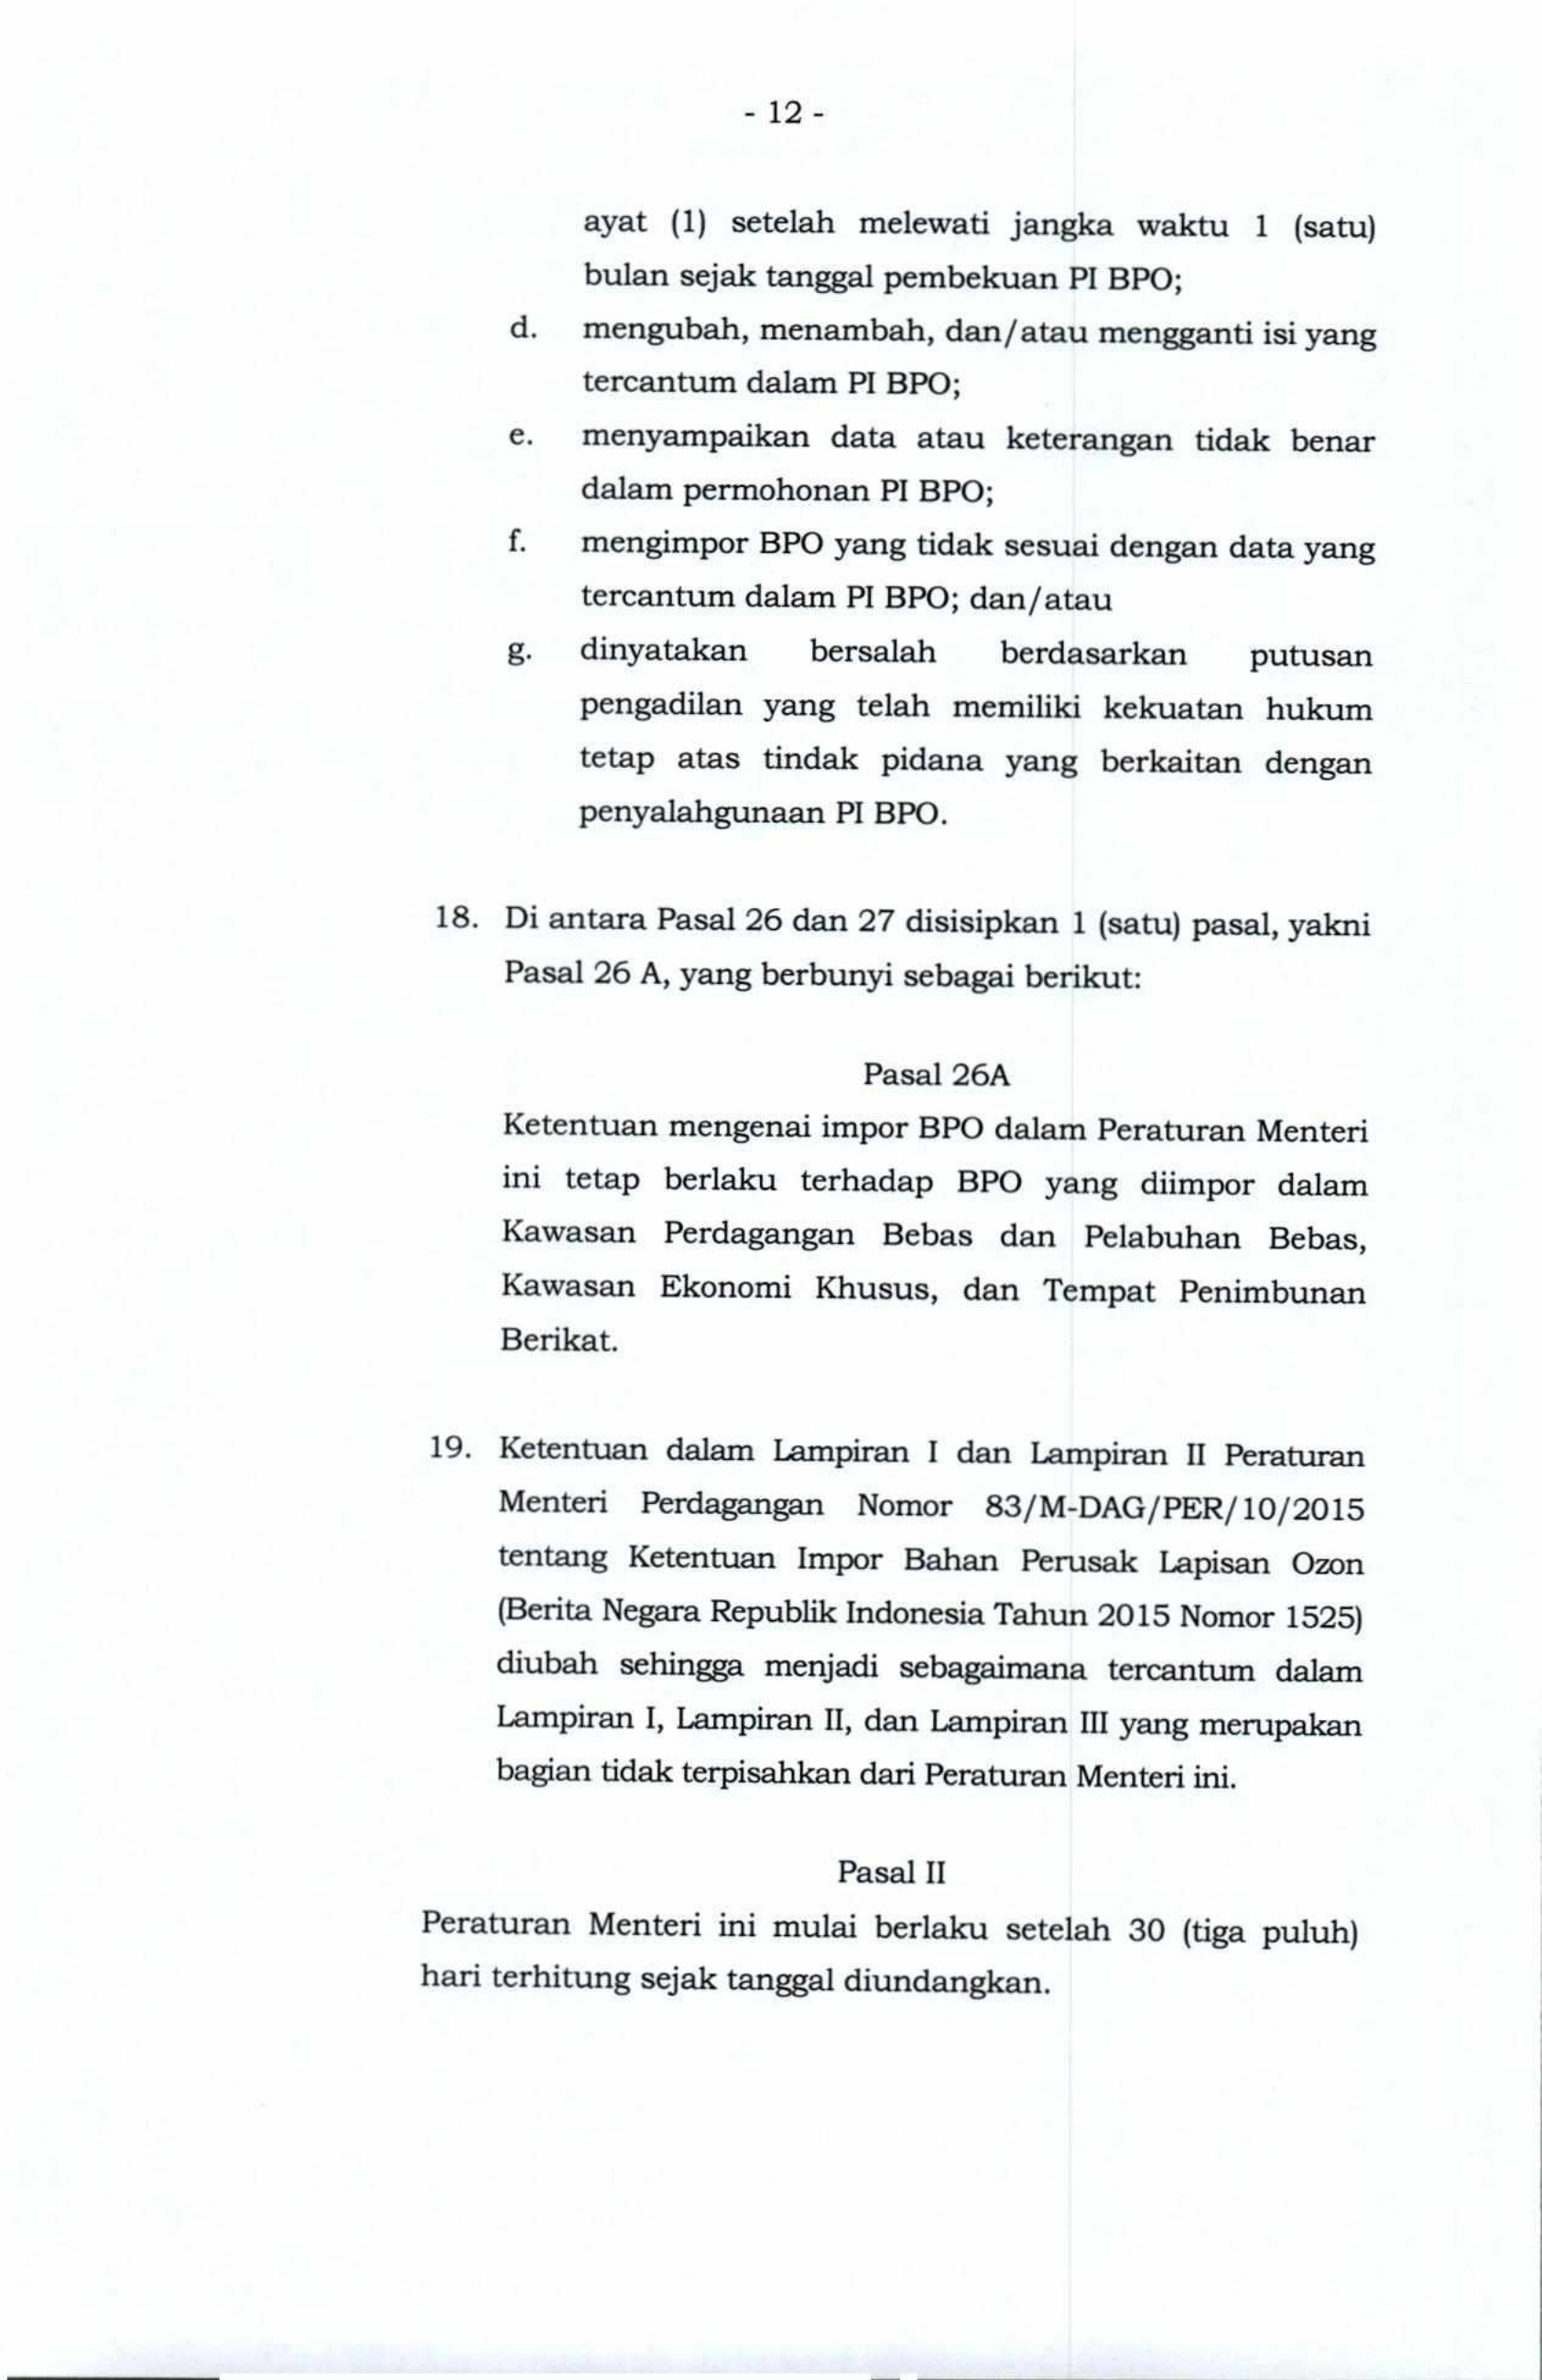 - 12 -
ayat (1) setelah melewati jangka waktu 1 (satu)
bulan sejak tanggal pembekuan PI BPO;
d. mengubah, menambah, dan/atau mengganti isi yang
tercantum dalam PI BPO;
e. menyampaikan data atau keterangan tidak benar
dalam permohonan PI BPO;
f. mengimpor BPO yang tidak sesuai dengan data yang
tercantum dalam PI BPO; dan/atau
g. dinyatakan bersalah berdasarkan putusan
pengadilan yang telah memiliki kekuatan hukum
tetap atas tindak pidana yang berkaitan dengan
penyalahgunaan PI BPO.
18. Di antara Pasal 26 dan 27 disisipkan 1 (satu) pasal, yakni
Pasal 26 A, yang berbunyi sebagai berikut:
Pasal 26A
Ketentuan mengenai impor BPO dalam Peraturan Menteri
ini tetap berlaku terhadap BPO yang diimpor dalam
Kawasan Perdagangan Bebas dan Pelabuhan Bebas,
Kawasan Ekonomi Khusus, dan Tempat Penimbunan
Berikat.
19. Ketentuan dalam Lampiran I dan Lampiran II Peraturan
Menteri Perdagangan Nomor 83/M-DAG/PER/10/2015
tentang Ketentuan Impor Bahan Perusak Lapisan Ozon
(Berita Negara Republik Indonesia Tahun 2015 Nomor 1525)
diubah sehingga menjadi sebagaimana tercantum dalam
Lampiran I, Lampiran II, dan Lampiran III yang merupakan
bagian tidak terpisahkan dari Peraturan Menteri ini.
Pasal II
Peraturan Menteri ini mulai berlaku setelah 30 (tiga puluh)
hari terhitung sejak tanggal diundangkan.